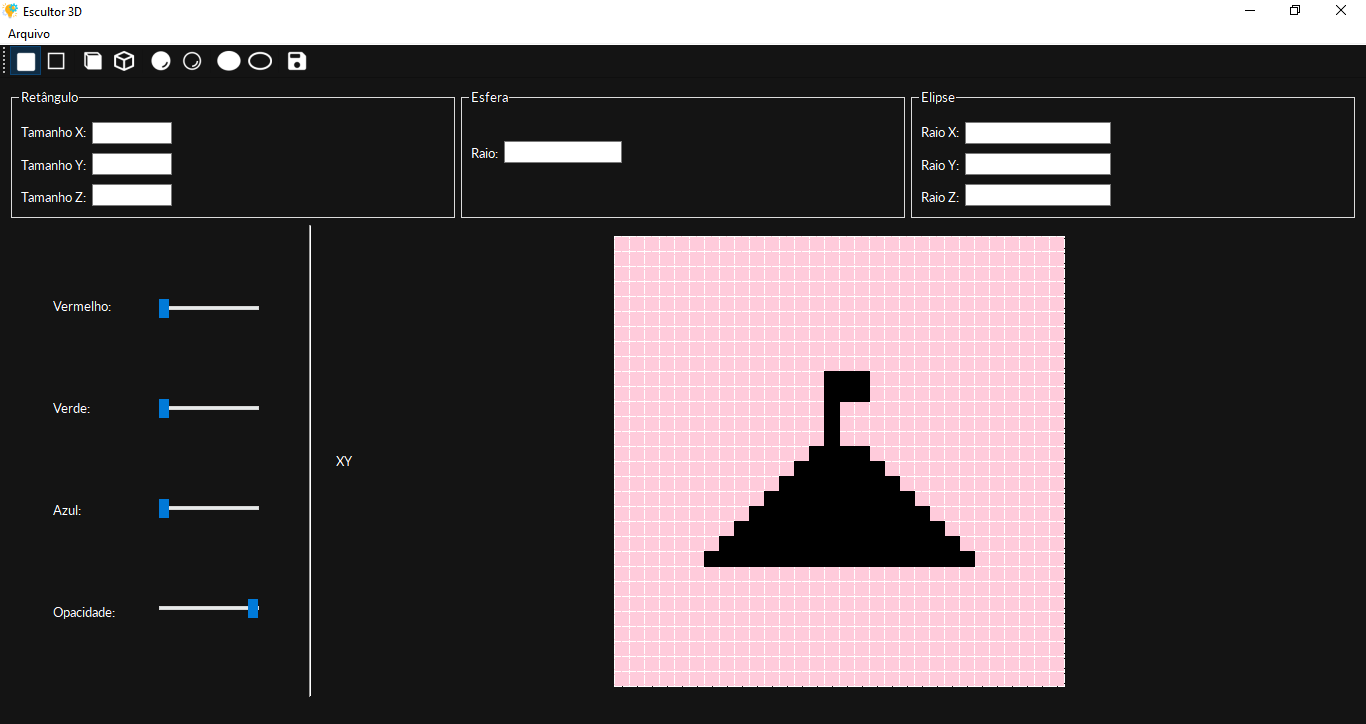 Escultor 3D
Arquivo
Retângulo
Tamanho X:
Tamanho Y:
Tamanho Z:
Esfera
Raio:
Elipse
Raio X:
Raio Y:
Raio Z:
Vermelho:
Verde:
Azul:
Opacidade:
XY